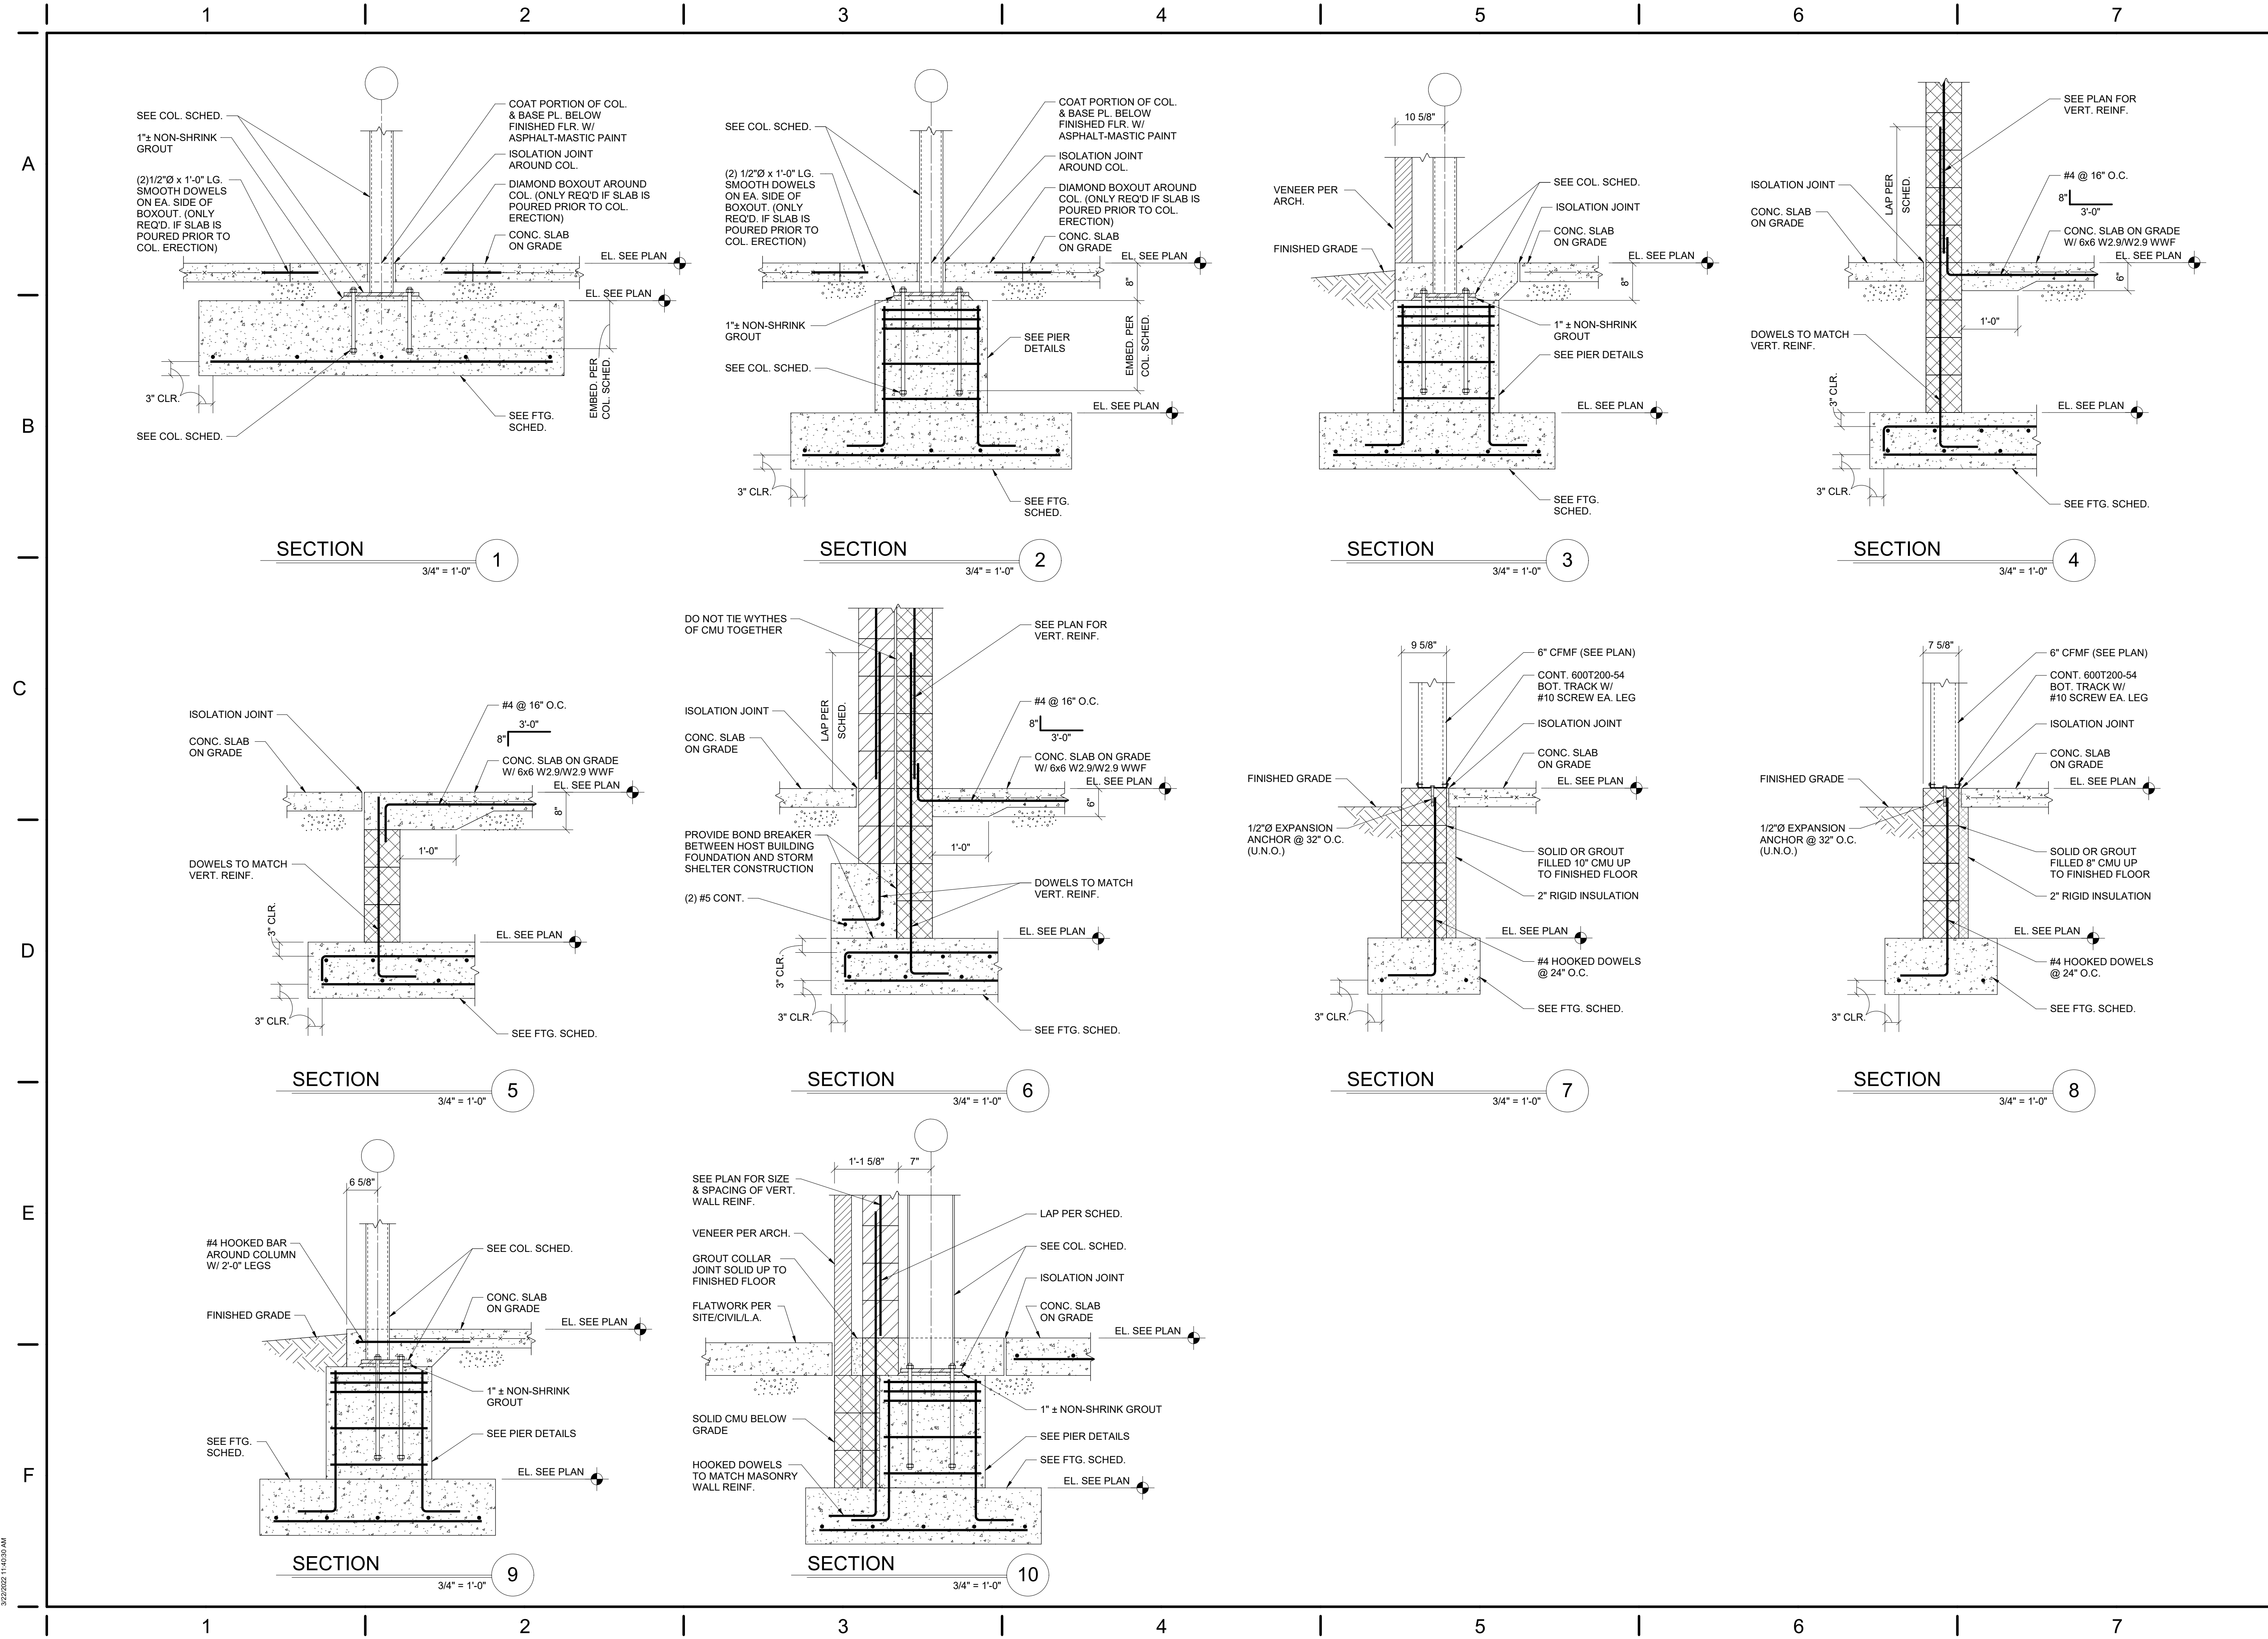 1
2
3
4
5
6
7
A
B
C
D
E
F
SEE COL. SCHED.
1"± NON-SHRINK
GROUT
(2)1/2"Ø x 1'-0" LG.
SMOOTH DOWELS
ON EA. SIDE OF
BOXOUT. (ONLY
REQ'D. IF SLAB IS
POURED PRIOR TO
COL. ERECTION)
3" CLR.
SEE COL. SCHED.
COAT PORTION OF COL.
& BASE PL. BELOW
FINISHED FLR. W/
ASPHALT-MASTIC PAINT
ISOLATION JOINT
AROUND COL.
DIAMOND BOXOUT AROUND
COL. (ONLY REQ'D IF SLAB IS
POURED PRIOR TO COL.
ERECTION)
CONC. SLAB
ON GRADE
EL. SEE PLAN
EL. SEE PLAN
EMBED. PER
COL. SCHED.
SEE FTG.
SCHED.
SECTION
3/4" = 1'-0"
1
SEE COL. SCHED.
(2) 1/2"Ø x 1'-0" LG.
SMOOTH DOWELS
ON EA. SIDE OF
BOXOUT. (ONLY
REQ'D. IF SLAB IS
POURED PRIOR TO
COL. ERECTION)
1"± NON-SHRINK
GROUT
SEE COL. SCHED.
3" CLR.
COAT PORTION OF COL.
& BASE PL. BELOW
FINISHED FLR. W/
ASPHALT-MASTIC PAINT
ISOLATION JOINT
AROUND COL.
DIAMOND BOXOUT AROUND
COL. (ONLY REQ'D IF SLAB IS
POURED PRIOR TO COL.
ERECTION)
CONC. SLAB
ON GRADE
EL. SEE PLAN
8"
SEE PIER
DETAILS
EMBED. PER
COL. SCHED.
EL. SEE PLAN
SEE FTG.
SCHED.
SECTION
3/4" = 1'-0"
2
10 5/8"
VENEER PER
ARCH.
FINISHED GRADE
SEE COL. SCHED.
ISOLATION JOINT
CONC. SLAB
ON GRADE
EL. SEE PLAN
8"
1" ± NON-SHRINK
GROUT
SEE PIER DETAILS
EL. SEE PLAN
SEE FTG.
SCHED.
SECTION
3/4" = 1'-0"
3
ISOLATION JOINT
CONC. SLAB
ON GRADE
LAP PER
SCHED.
DOWELS TO MATCH
VERT. REINF.
3" CLR.
3" CLR.
SEE PLAN FOR
VERT. REINF.
#4 @ 16" O.C.
8"
3'-0"
CONC. SLAB ON GRADE
W/ 6x6 W2.9/W2.9 WWF
EL. SEE PLAN
6"
1'-0"
EL. SEE PLAN
SEE FTG. SCHED.
SECTION
3/4" = 1'-0"
4
ISOLATION JOINT
CONC. SLAB
ON GRADE
DOWELS TO MATCH
VERT. REINF.
3" CLR.
3" CLR.
#4 @ 16" O.C.
3'-0"
8"
CONC. SLAB ON GRADE
W/ 6x6 W2.9/W2.9 WWF
EL. SEE PLAN
8"
1'-0"
EL. SEE PLAN
SEE FTG. SCHED.
SECTION
3/4" = 1'-0"
5
DO NOT TIE WYTHES
OF CMU TOGETHER
ISOLATION JOINT
CONC. SLAB
ON GRADE
LAP PER
SCHED.
PROVIDE BOND BREAKER
BETWEEN HOST BUILDING
FOUNDATION AND STORM
SHELTER CONSTRUCTION
(2) #5 CONT.
3" CLR.
3" CLR.
SEE PLAN FOR
VERT. REINF.
#4 @ 16" O.C.
8"
3'-0"
CONC. SLAB ON GRADE
W/ 6x6 W2.9/W2.9 WWF
EL. SEE PLAN
6"
1'-0"
DOWELS TO MATCH
VERT. REINF.
EL. SEE PLAN
SEE FTG. SCHED.
SECTION
3/4" = 1'-0"
6
9 5/8"
FINISHED GRADE
1/2"Ø EXPANSION
ANCHOR @ 32" O.C.
(U.N.O.)
3" CLR.
6" CFMF (SEE PLAN)
CONT. 600T200-54
BOT. TRACK W/
#10 SCREW EA. LEG
ISOLATION JOINT
CONC. SLAB
ON GRADE
EL. SEE PLAN
SOLID OR GROUT
FILLED 10" CMU UP
TO FINISHED FLOOR
2" RIGID INSULATION
EL. SEE PLAN
#4 HOOKED DOWELS
@ 24" O.C.
SEE FTG. SCHED.
SECTION
3/4" = 1'-0"
7
7 5/8"
FINISHED GRADE
1/2"Ø EXPANSION
ANCHOR @ 32" O.C.
(U.N.O.)
3" CLR.
6" CFMF (SEE PLAN)
CONT. 600T200-54
BOT. TRACK W/
#10 SCREW EA. LEG
ISOLATION JOINT
CONC. SLAB
ON GRADE
EL. SEE PLAN
SOLID OR GROUT
FILLED 8" CMU UP
TO FINISHED FLOOR
2" RIGID INSULATION
EL. SEE PLAN
#4 HOOKED DOWELS
@ 24" O.C.
SEE FTG. SCHED.
SECTION
3/4" = 1'-0"
8
6 5/8"
#4 HOOKED BAR
AROUND COLUMN
W/ 2'-0" LEGS
FINISHED GRADE
SEE FTG.
SCHED.
SEE COL. SCHED.
CONC. SLAB
ON GRADE
EL. SEE PLAN
1" ± NON-SHRINK
GROUT
SEE PIER DETAILS
EL. SEE PLAN
SECTION
3/4" = 1'-0"
9
1'-1 5/8"
7"
SEE PLAN FOR SIZE
& SPACING OF VERT.
WALL REINF.
VENEER PER ARCH.
GROUT COLLAR
JOINT SOLID UP TO
FINISHED FLOOR
FLATWORK PER
SITE/CIVIL/L.A.
SOLID CMU BELOW
GRADE
HOOKED DOWELS
TO MATCH MASONRY
WALL REINF.
LAP PER SCHED.
SEE COL. SCHED.
ISOLATION JOINT
CONC. SLAB
ON GRADE
EL. SEE PLAN
1" ± NON-SHRINK GROUT
SEE PIER DETAILS
SEE FTG. SCHED.
EL. SEE PLAN
SECTION
3/4" = 1'-0"
10
3/22/2022 11:40:30 AM
1
2
3
4
5
6
7